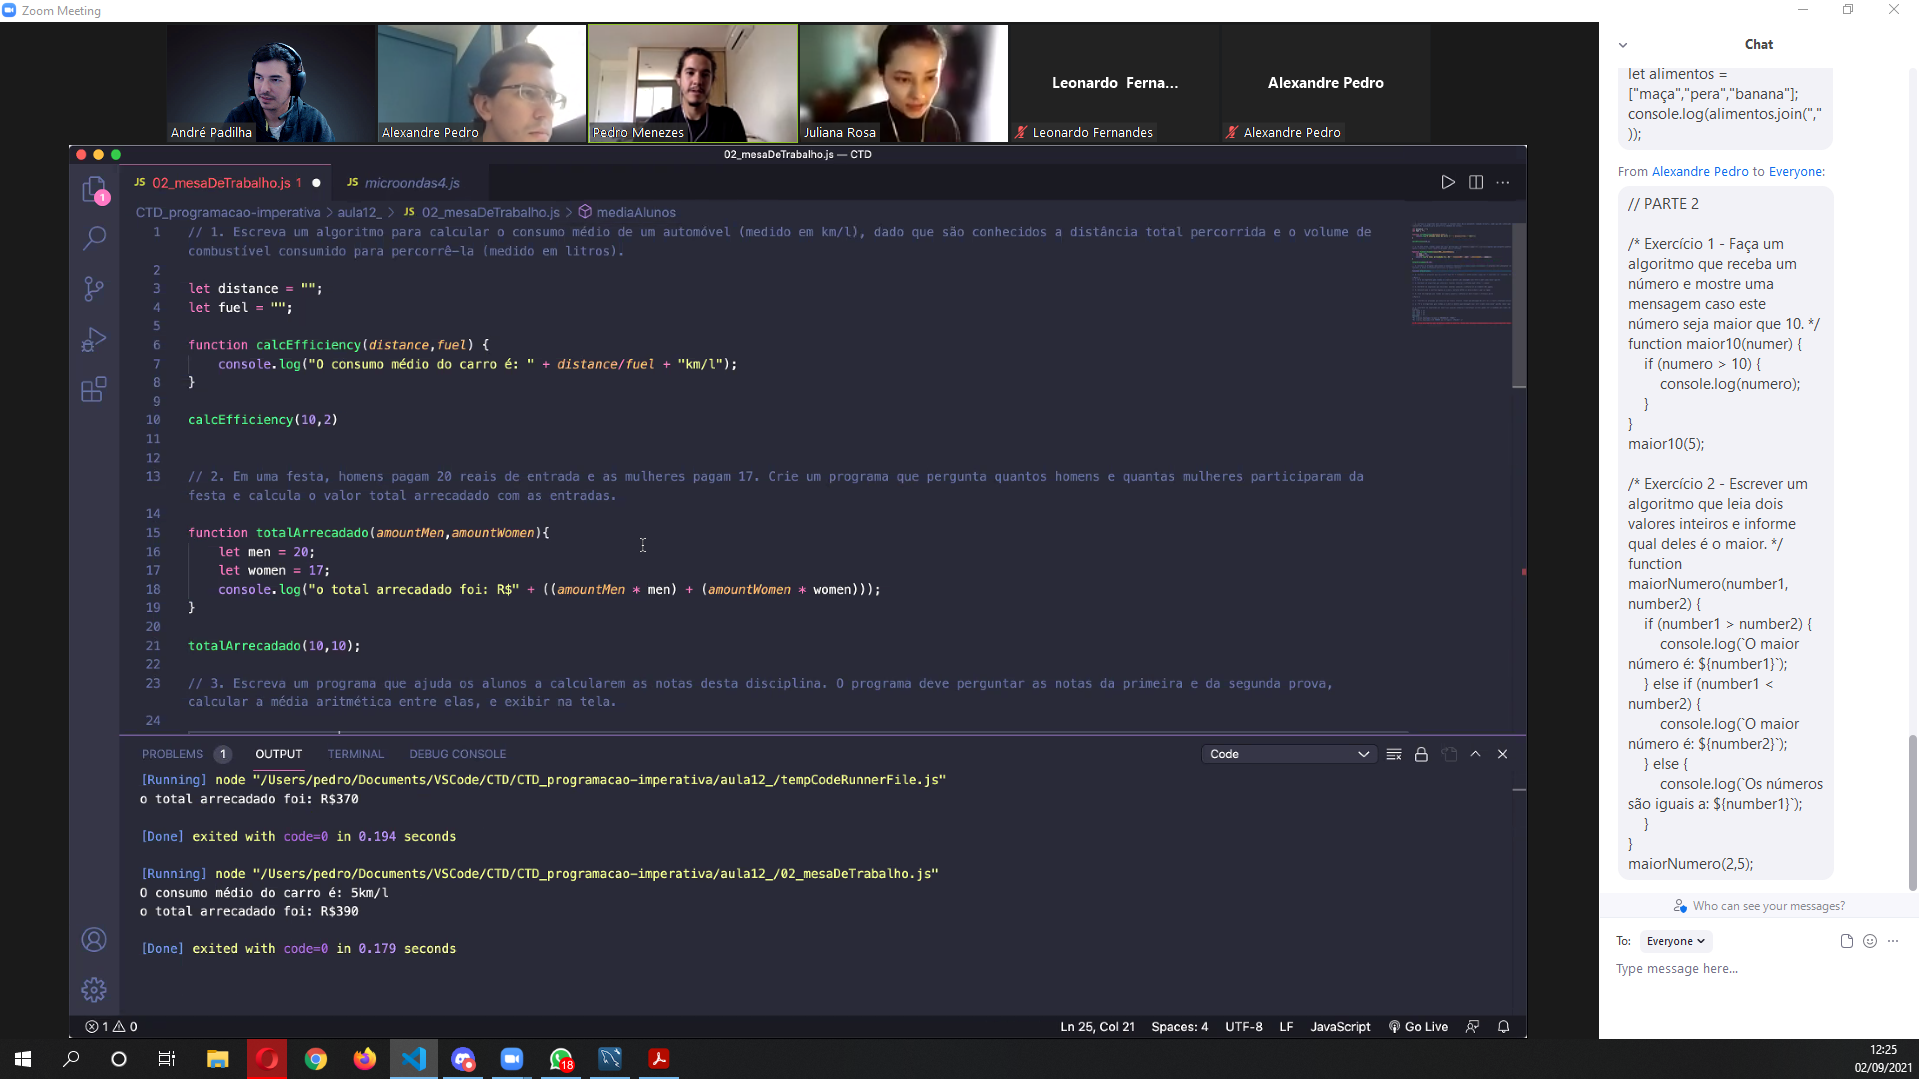 Zoom Meeting
André Padilha
Alexandre Pedro
Pedro Menezes
Juliana Rosa
Leonardo Ferna...
Leonardo Fernandes
Alexandre Pedro
Alexandre Pedro
02_mesaDeTrabalho.js — CTD
JS 02_mesaDeTrabalho.js 1
JS microondas4.js
1
CTD_programacao-imperativa > aula12_ > JS 02_mesaDeTrabalho.js > mediaAlunos
1 // 1. Escreva um algoritmo para calcular o consumo médio de um automóvel (medido em km/l), dado que são conhecidos a distância total percorrida e o volume de
combustível consumido para percorrê-la (medido em litros).
2
3 let distance = "";
4 let fuel = "";
5
6 function calcEfficiency(distance,fuel) {
7 console.log("O consumo médio do carro é: " + distance/fuel + "km/l");
8 }
9
10 calcEfficiency(10,2)
11
12
13 // 2. Em uma festa, homens pagam 20 reais de entrada e as mulheres pagam 17. Crie um programa que pergunta quantos homens e quantas mulheres participaram da
festa e calcula o valor total arrecadado com as entradas.
14
15 function totalArrecadado(amountMen,amountWomen){
16 let men = 20;
17 let women = 17;
18 console.log("o total arrecadado foi: R$" + ((amountMen * men) + (amountWomen * women)));
19 }
20
21 totalArrecadado(10,10);
22
23 // 3. Escreva um programa que ajuda os alunos a calcularem as notas desta disciplina. O programa deve perguntar as notas da primeira e da segunda prova,
calcular a média aritmética entre elas, e exibir na tela.
24
PROBLEMS 1 OUTPUT TERMINAL DEBUG CONSOLE
Code
[Running] node "/Users/pedro/Documents/VSCode/CTD/CTD_programacao-imperativa/aula12_/tempCodeRunnerFile.js"
o total arrecadado foi: R$370
[Done] exited with code=0 in 0.194 seconds
[Running] node "/Users/pedro/Documents/VSCode/CTD/CTD_programacao-imperativa/aula12_/02_mesaDeTrabalho.js"
O consumo médio do carro é: 5km/l
o total arrecadado foi: R$390
[Done] exited with code=0 in 0.179 seconds
1 0
Ln 25, Col 21 Spaces: 4 UTF-8 LF JavaScript Go Live
Chat
let alimentos =
["maça","pera","banana"];
console.log(alimentos.join(","
));
From Alexandre Pedro to Everyone:
// PARTE 2
/* Exercício 1 - Faça um
algoritmo que receba um
número e mostre uma
mensagem caso este
número seja maior que 10. */
function maior10(numer) {
if (numero > 10) {
console.log(numero);
}
}
maior10(5);
/* Exercício 2 - Escrever um
algoritmo que leia dois
valores inteiros e informe
qual deles é o maior. */
function
maiorNumero(number1,
number2) {
if (number1 > number2) {
console.log(`O maior
número é: ${number1}`);
} else if (number1 <
number2) {
console.log(`O maior
número é: ${number2}`);
} else {
console.log(`Os números
são iguais a: ${number1}`);
}
}
maiorNumero(2,5);
Who can see your messages?
To: Everyone
Type message here...
18
12:25
02/09/2021